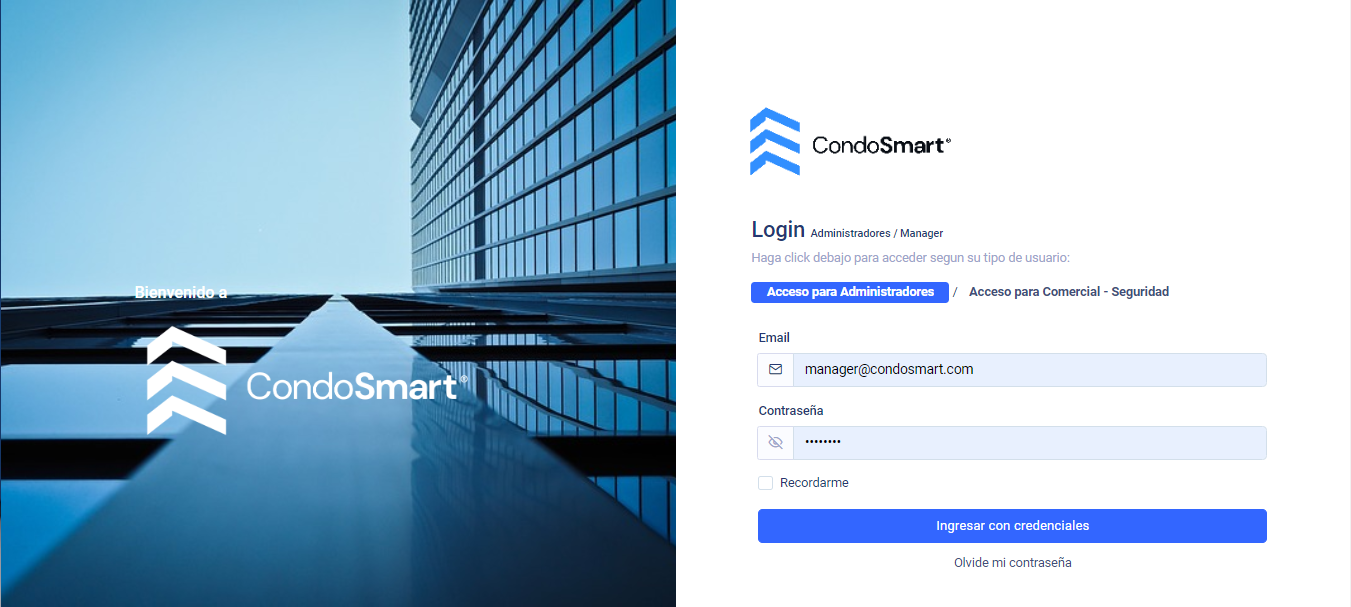 Bienvenido a
CondoSmart®
CondoSmart®
Login Administradores / Manager
Haga click debajo para acceder segun su tipo de usuario:
Acceso para Administradores / Acceso para Comercial - Seguridad
Email
manager@condosmart.com
Contraseña
••••••••
Recordarme
Ingresar con credenciales
Olvide mi contraseña